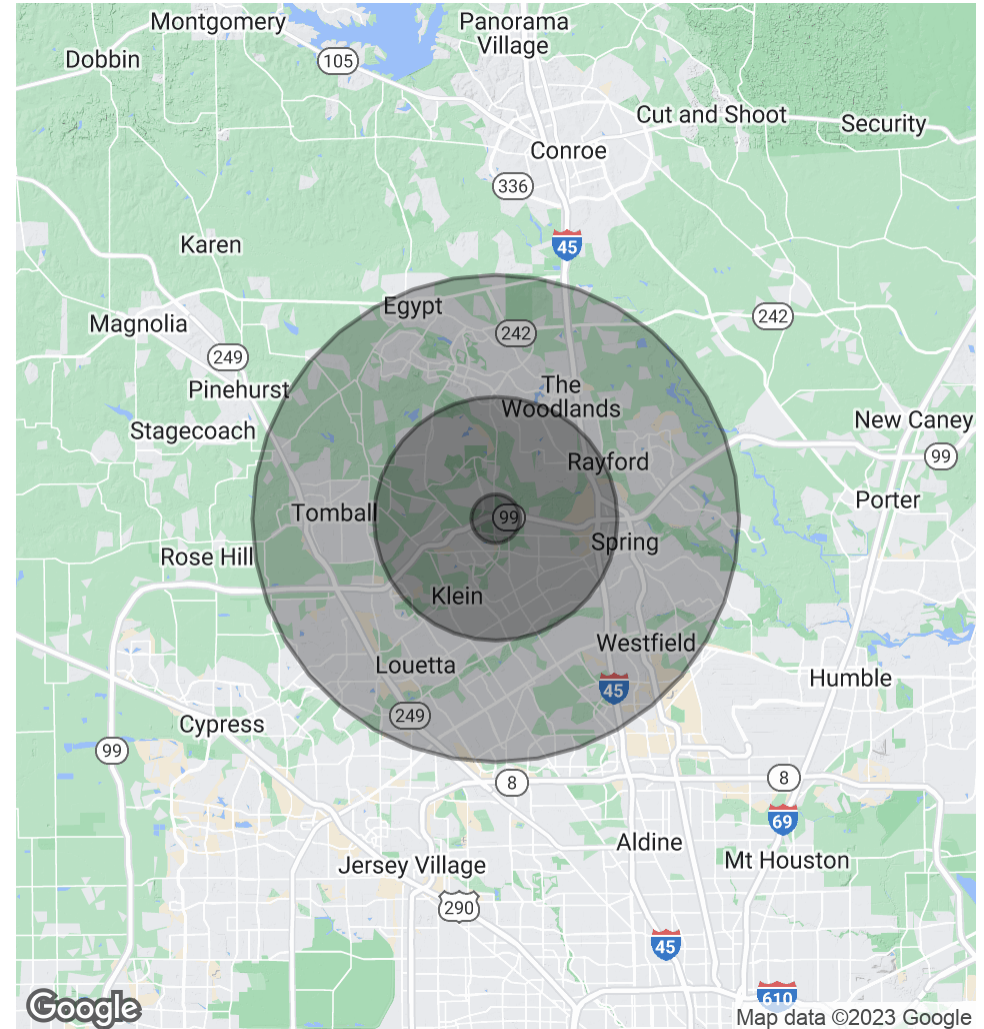 Montgomery
Panorama
Village
Dobbin
105
Cut and Shoot
Security
Conroe
336
Karen
45
Egypt
Magnolia
242
242
249
Pinehurst
The
Woodlands
Stagecoach
New Caney
Rayford
99
Porter
Tomball
99
Spring
Rose Hill
Klein
Westfield
Louetta
Humble
45
249
Cypress
99
8
8
69
Aldine
Mt Houston
Jersey Village
290
45
610
Google
Map data ©2023 Google